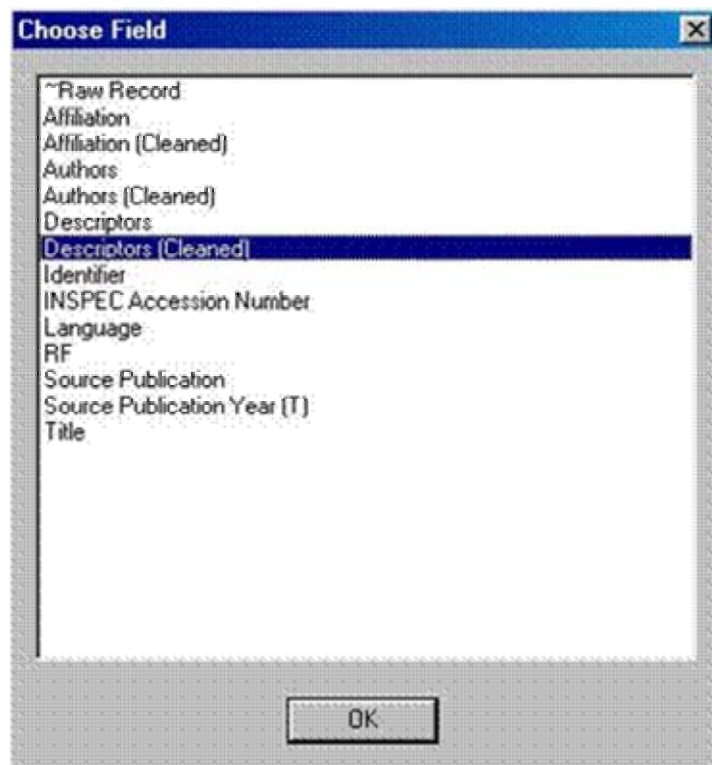 Choose Field
~Raw Record
Affiliation
Affiliation (Cleaned)
Authors
Authors (Cleaned)
Descriptors
Descriptors (Cleaned)
Identifier
INSPEC Accession Number
Language
RF
Source Publication
Source Publication Year (T)
Title
OK